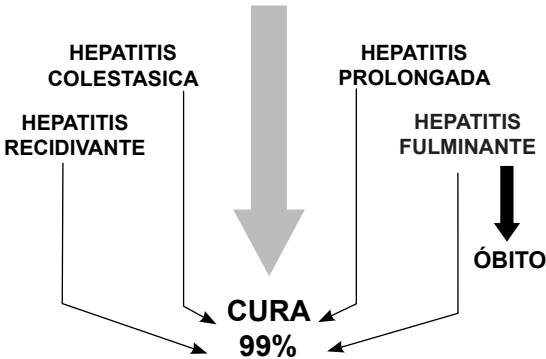 HEPATITIS
COLESTASICA
HEPATITIS
PROLONGADA
HEPATITIS
RECIDIVANTE
HEPATITIS
FULMINANTE
ÓBITO
CURA
99%